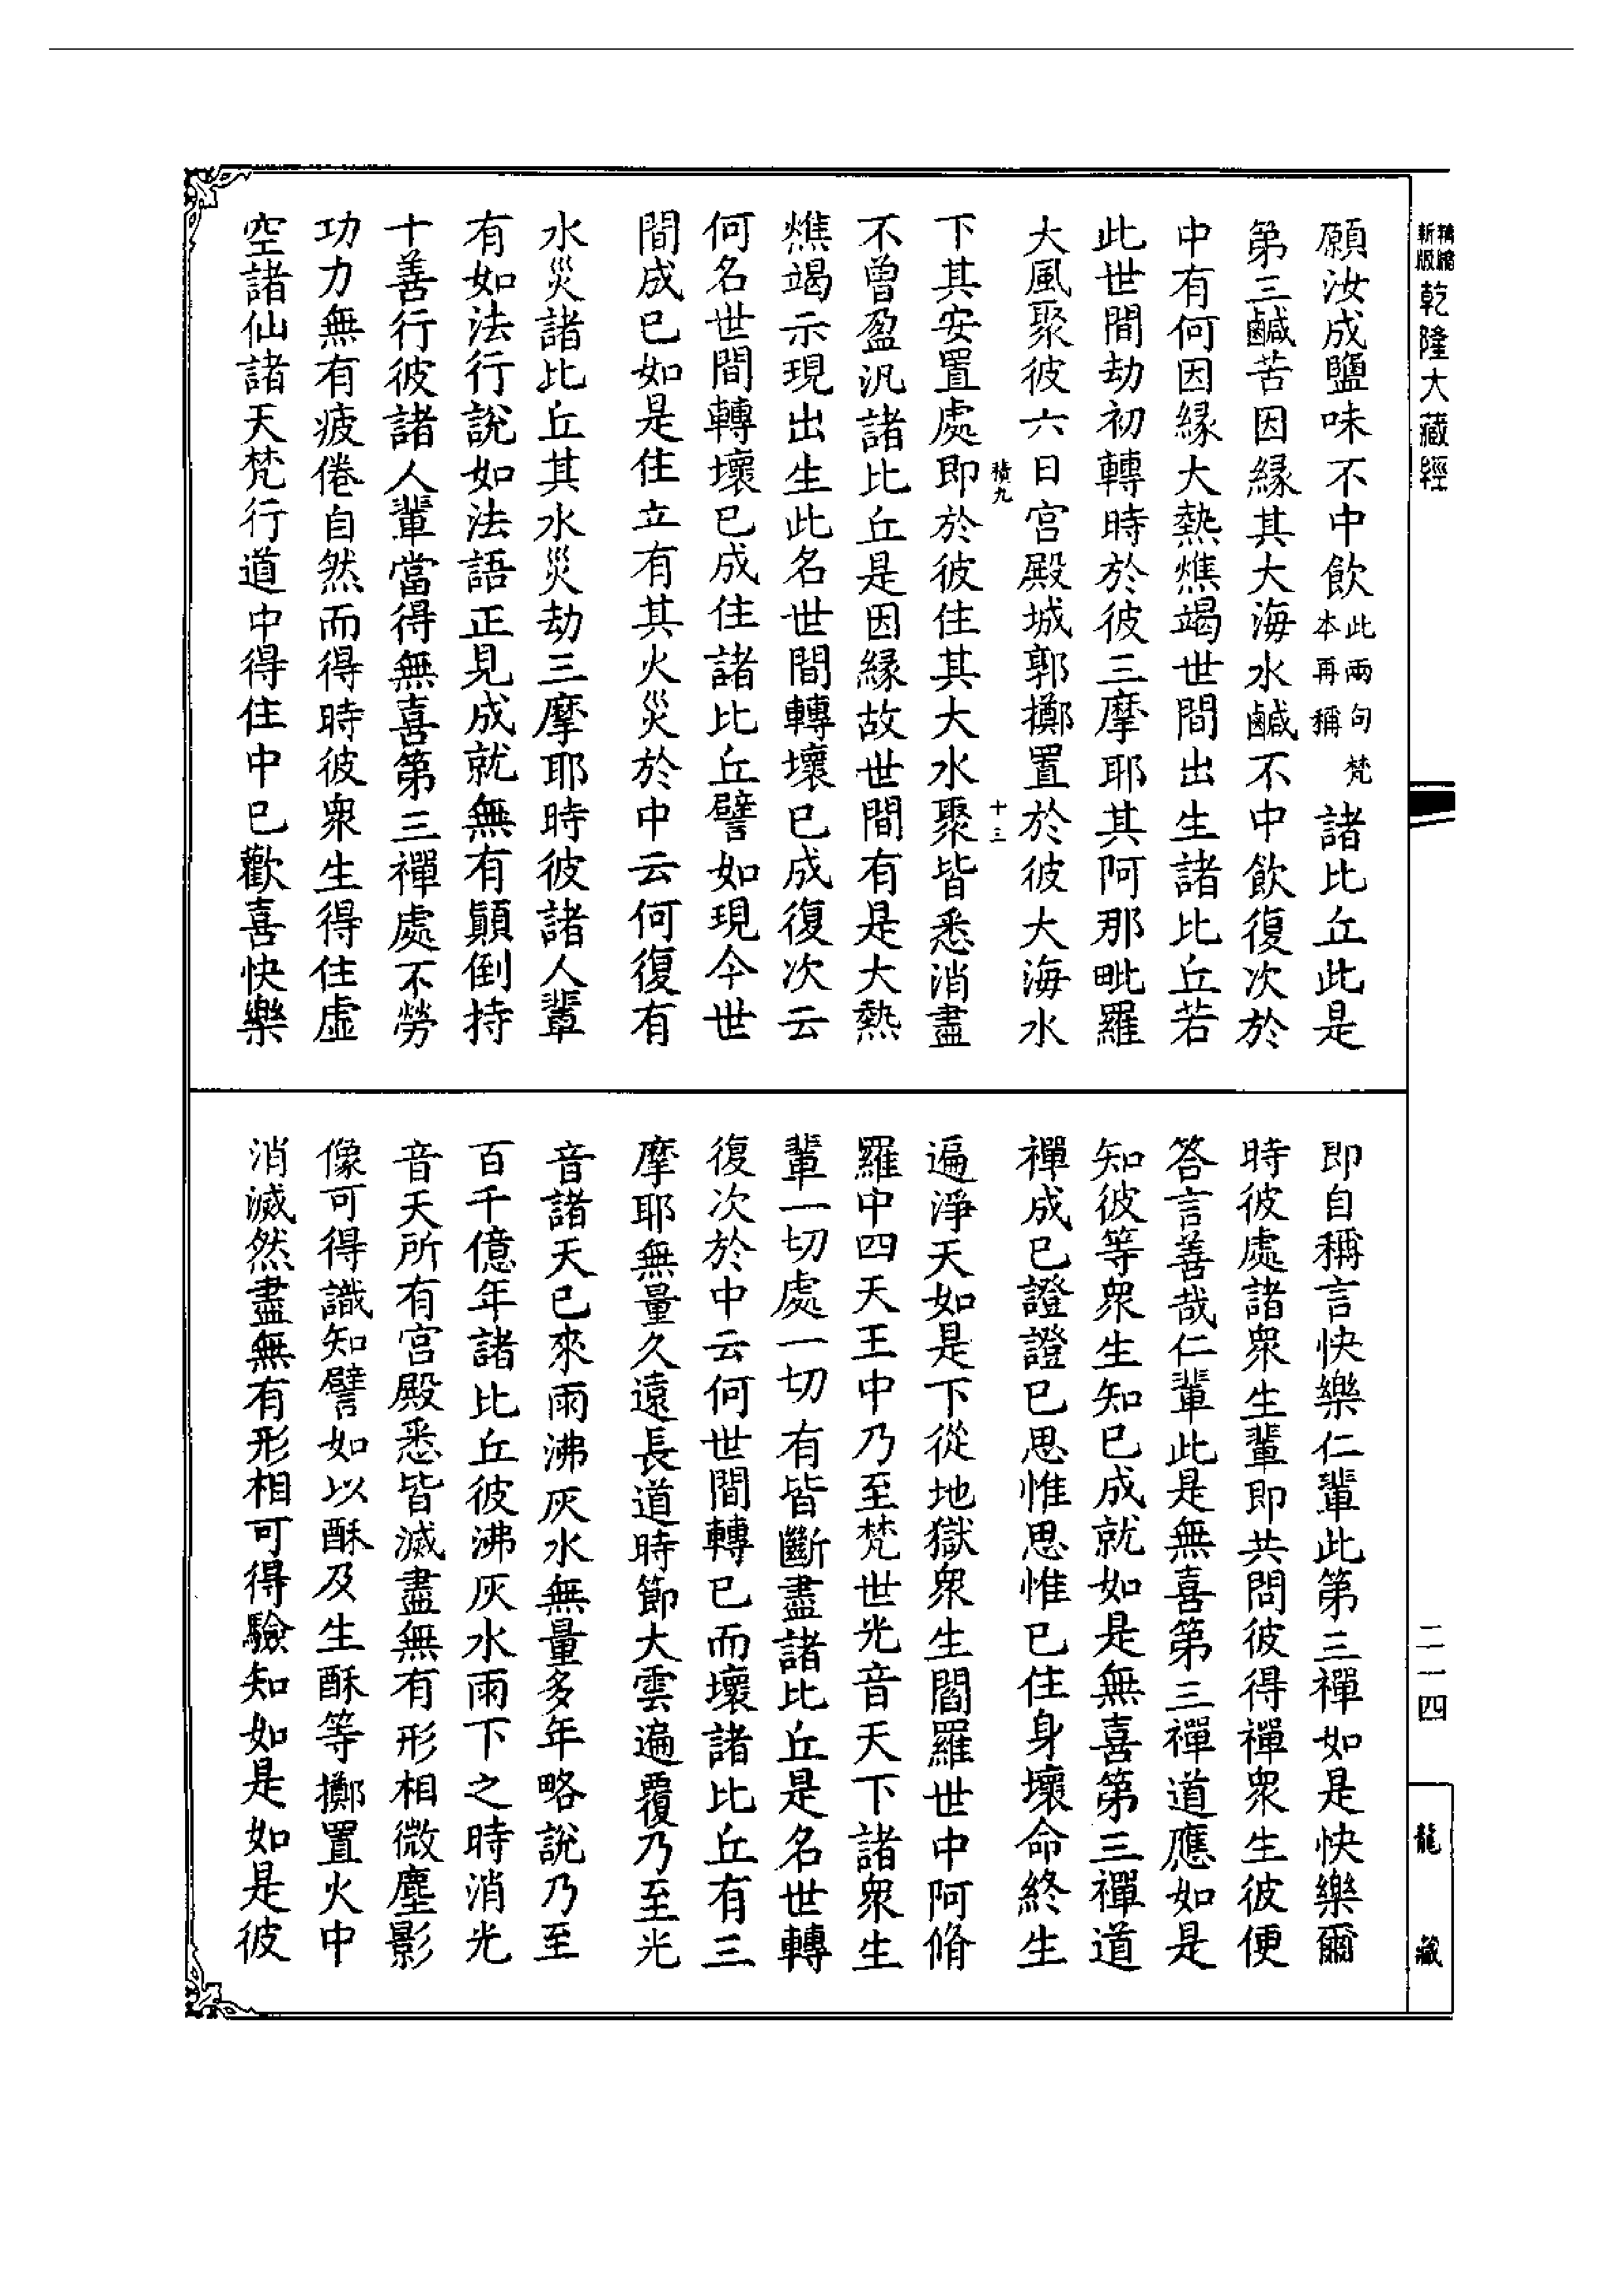 精縮新版乾隆大藏經
願汝成鹽味不中飲此兩句梵本再稱諸比丘此是
第三鹹苦因緣其大海水鹹不中飲復次於
中有何因緣大熱燋竭世間出生諸比丘若
此世間劫初轉時於彼三摩耶其阿那毗羅
大風聚彼六日宮殿城郭擲置於彼大海水
積九 十三
下其安置處即於彼住其大水聚皆悉消盡
不曾盈汎諸比丘是因緣故世間有是大熱
燋竭示現出生此名世間轉壞已成復次云
何名世間轉壞已成住諸比丘譬如現今世
間成已如是住立有其火災於中云何復有
水災諸比丘其水災劫三摩耶時彼諸人輩
有如法行說如法語正見成就無有顛倒持
十善行彼諸人輩當得無喜第三禪處不勞
功力無有疲倦自然而得時彼衆生得住虛
空諸仙諸天梵行道中得住中已歡喜快樂
即自稱言快樂仁輩此第三禪如是快樂爾
時彼處諸衆生輩即共問彼得禪衆生彼便
答言善哉仁輩此是無喜第三禪道應如是
知彼等衆生知已成就如是無喜第三禪道
禪成已證證已思惟思惟已住身壞命終生
遍淨天如是下從地獄衆生閻羅世中阿脩
羅中四天王中乃至梵世光音天下諸衆生
輩一切處一切有皆斷盡諸比丘是名世轉
復次於中云何世間轉已而壞諸比丘有三
摩耶無量久遠長道時節大雲遍覆乃至光
音諸天已來雨沸灰水無量多年略說乃至
百千億年諸比丘彼沸灰水雨下之時消光
音天所有宮殿悉皆滅盡無有形相微塵影
像可得識知譬如以酥及生酥等擲置火中
消滅然盡無有形相可得驗知如是如是彼
二一四
龍藏